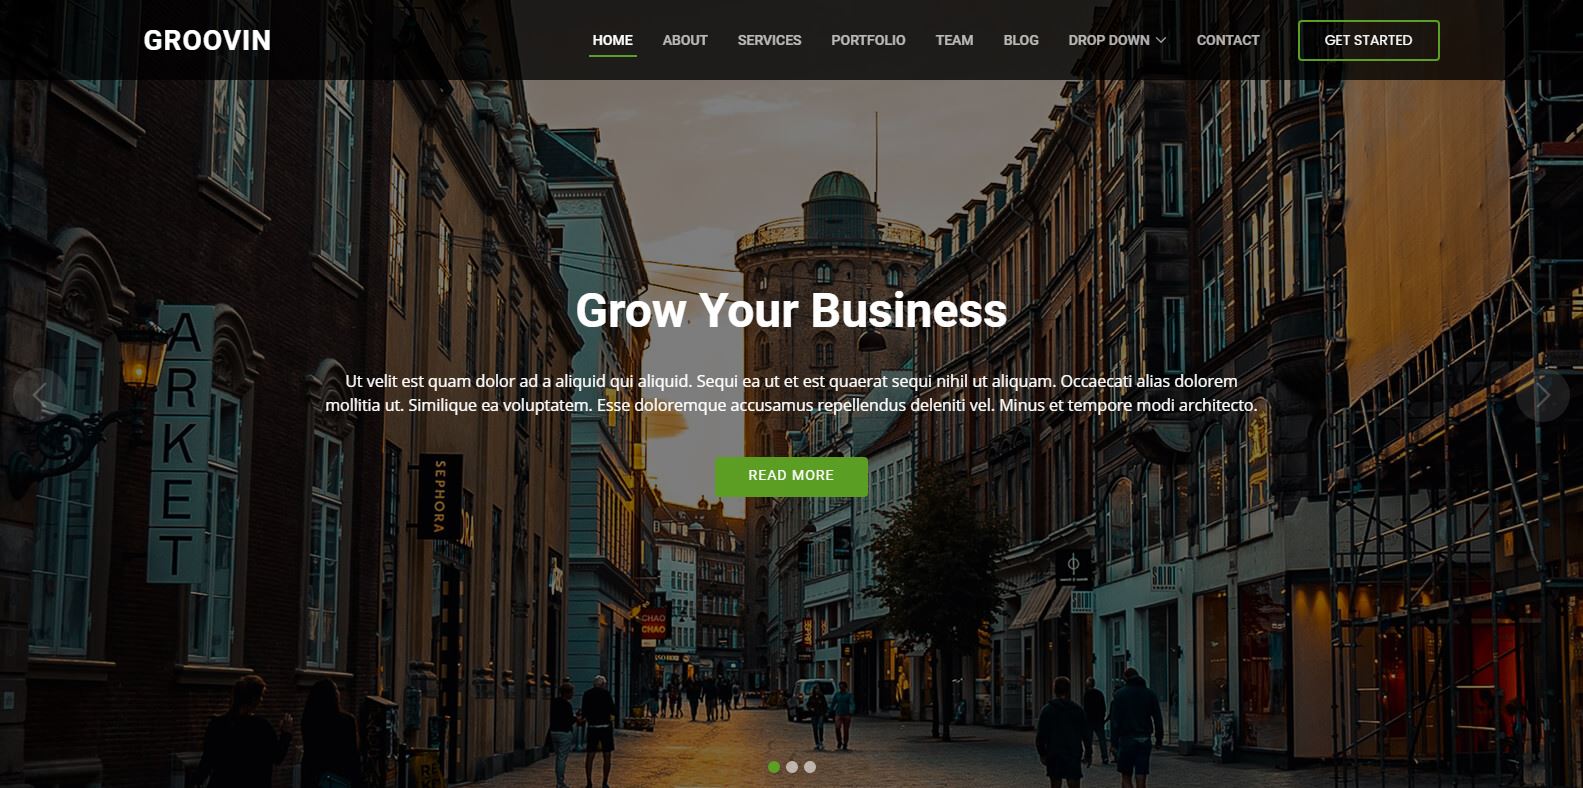 GROOVIN
HOME ABOUT SERVICES PORTFOLIO TEAM BLOG DROP DOWN CONTACT GET STARTED
Grow Your Business
Ut velit est quam dolor ad a aliquid qui aliquid. Sequi ea ut et est quaerat sequi nihil ut aliquam. Occaecati alias dolorem
mollitia ut. Similique ea voluptatem. Esse doloremque accusamus repellendus deleniti vel. Minus et tempore modi architecto.
READ MORE
ARKET
SEPHORA
CHAO
CHAO